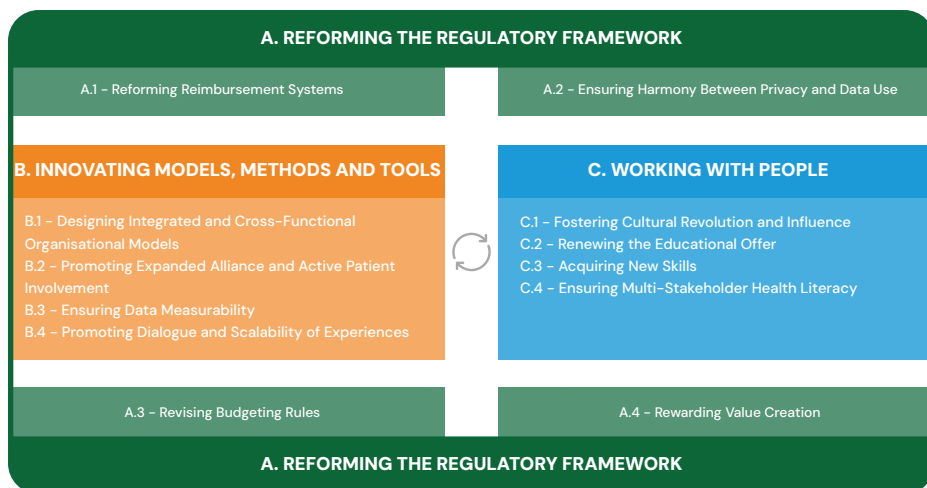 A. REFORMING THE REGULATORY FRAMEWORK
A.1 - Reforming Reimbursement Systems
A.2 - Ensuring Harmony Between Privacy and Data Use
B. INNOVATING MODELS, METHODS AND TOOLS
B.1 - Designing Integrated and Cross-Functional
Organisational Models
B.2 - Promoting Expanded Alliance and Active Patient
Involvement
B.3 - Ensuring Data Measurability
B.4 - Promoting Dialogue and Scalability of Experiences
C. WORKING WITH PEOPLE
C.1 - Fostering Cultural Revolution and Influence
C.2 - Renewing the Educational Offer
C.3 - Acquiring New Skills
C.4 - Ensuring Multi-Stakeholder Health Literacy
A.3 - Revising Budgeting Rules
A.4 - Rewarding Value Creation
A. REFORMING THE REGULATORY FRAMEWORK